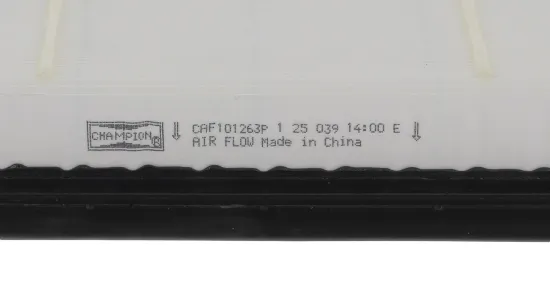 CHAMPION®
⇓ CAF101263P 1 25 039 14:00 E ⇓
AIR FLOW Made in China